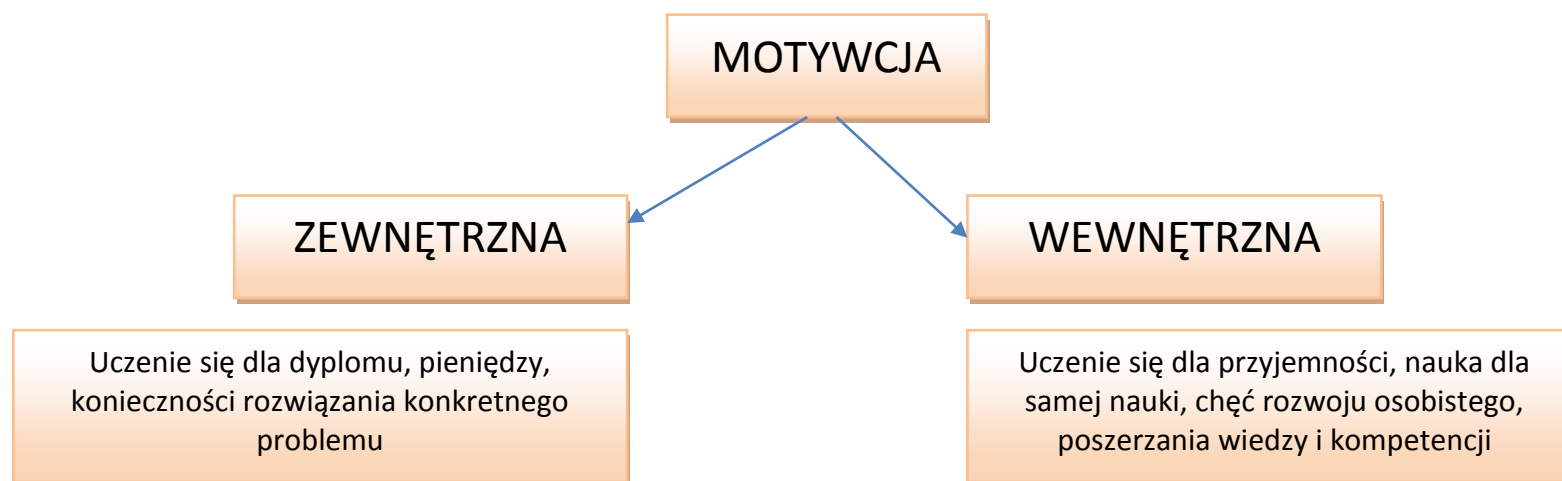 MOTYWCJA
ZEWNĘTRZNA
WEWNĘTRZNA
Uczenie się dla dyplomu, pieniędzy,
konieczności rozwiązania konkretnego
problemu
Uczenie się dla przyjemności, nauka dla
samej nauki, chęć rozwoju osobistego,
poszerzania wiedzy i kompetencji